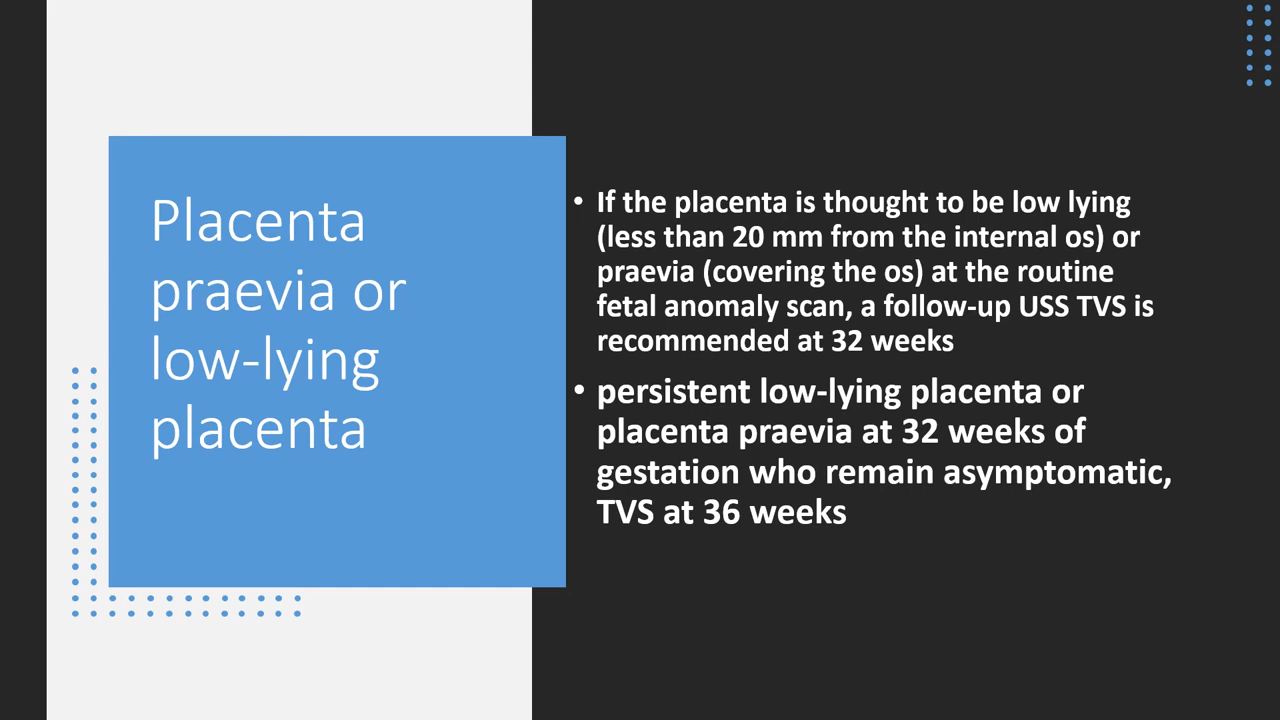 Placenta
praevia or
low-lying
placenta
• If the placenta is thought to be low lying
(less than 20 mm from the internal os) or
praevia (covering the os) at the routine
fetal anomaly scan, a follow-up USS TVS is
recommended at 32 weeks
• persistent low-lying placenta or
placenta praevia at 32 weeks of
gestation who remain asymptomatic,
TVS at 36 weeks